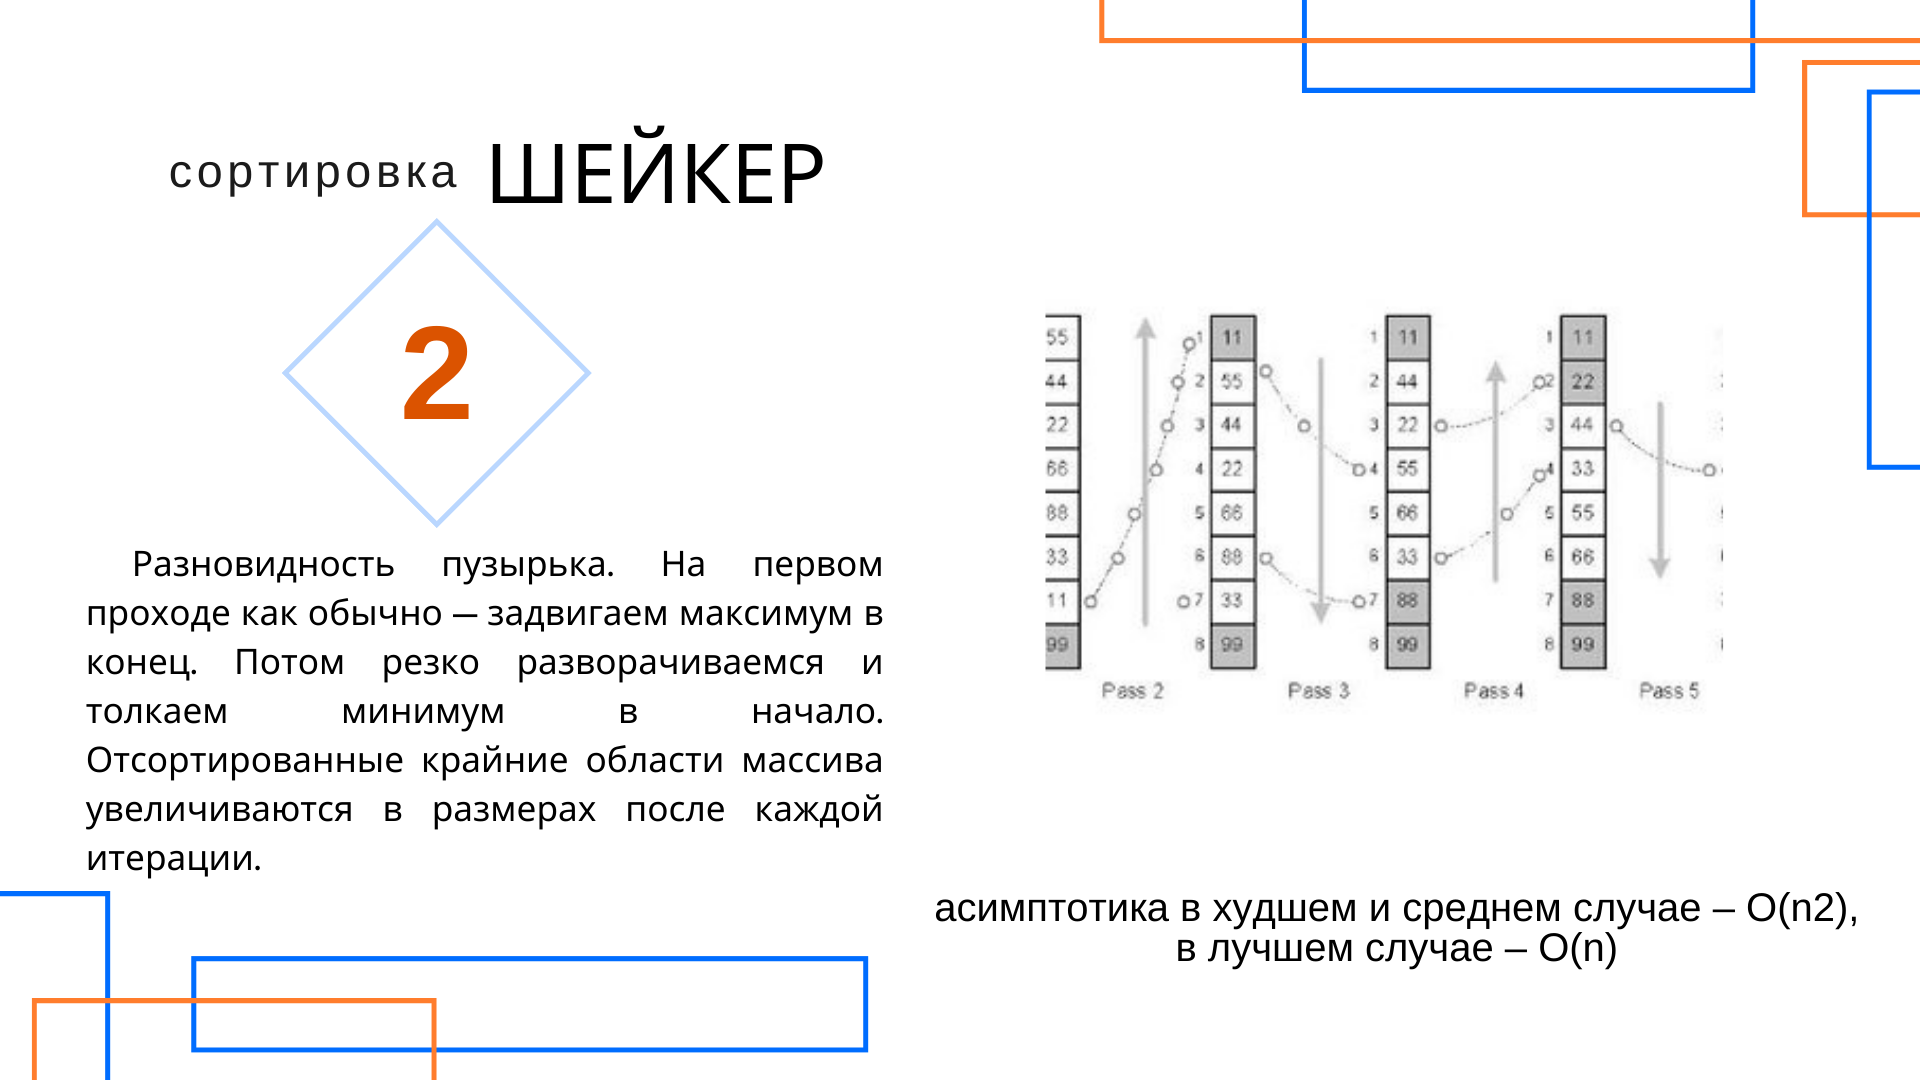 сортировка ШЕЙКЕР
2
Разновидность пузырька. На первом
проходе как обычно — задвигаем максимум в
конец. Потом резко разворачиваемся и
толкаем минимум в начало.
Отсортированные крайние области массива
увеличиваются в размерах после каждой
итерации.
55 1 11 1 11 1 11
44 2 55 2 44 2 22
22 3 44 3 22 3 44
66 4 22 4 55 4 33
88 5 66 5 66 5 55
33 6 88 6 33 6 66
11 7 33 7 88 7 88
99 8 99 8 99 8 99
Pass 2 Pass 3 Pass 4 Pass 5
асимптотика в худшем и среднем случае – O(n2),
в лучшем случае – O(n)